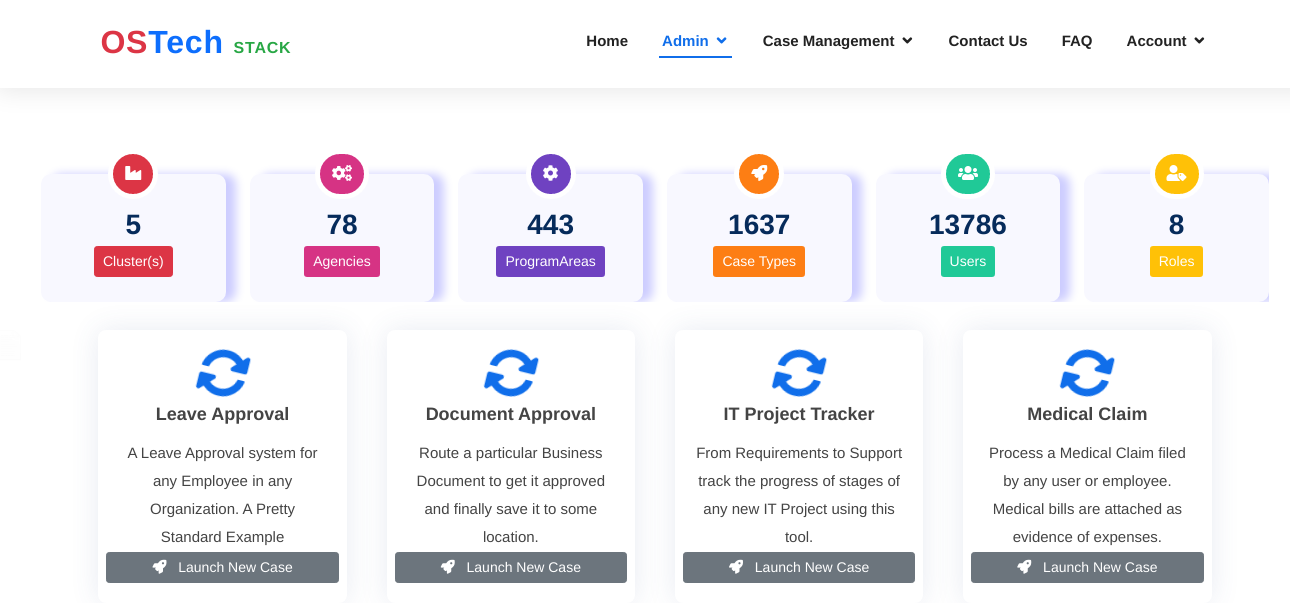 OSTech STACK
Home Admin Case Management Contact Us FAQ Account
5 78 443 1637 13786 8
Cluster(s) Agencies ProgramAreas Case Types Users Roles
Leave Approval
A Leave Approval system for
any Employee in any
Organization. A Pretty
Standard Example
Launch New Case
Document Approval
Route a particular Business
Document to get it approved
and finally save it to some
location.
Launch New Case
IT Project Tracker
From Requirements to Support
track the progress of stages of
any new IT Project using this
tool.
Launch New Case
Medical Claim
Process a Medical Claim filed
by any user or employee.
Medical bills are attached as
evidence of expenses.
Launch New Case